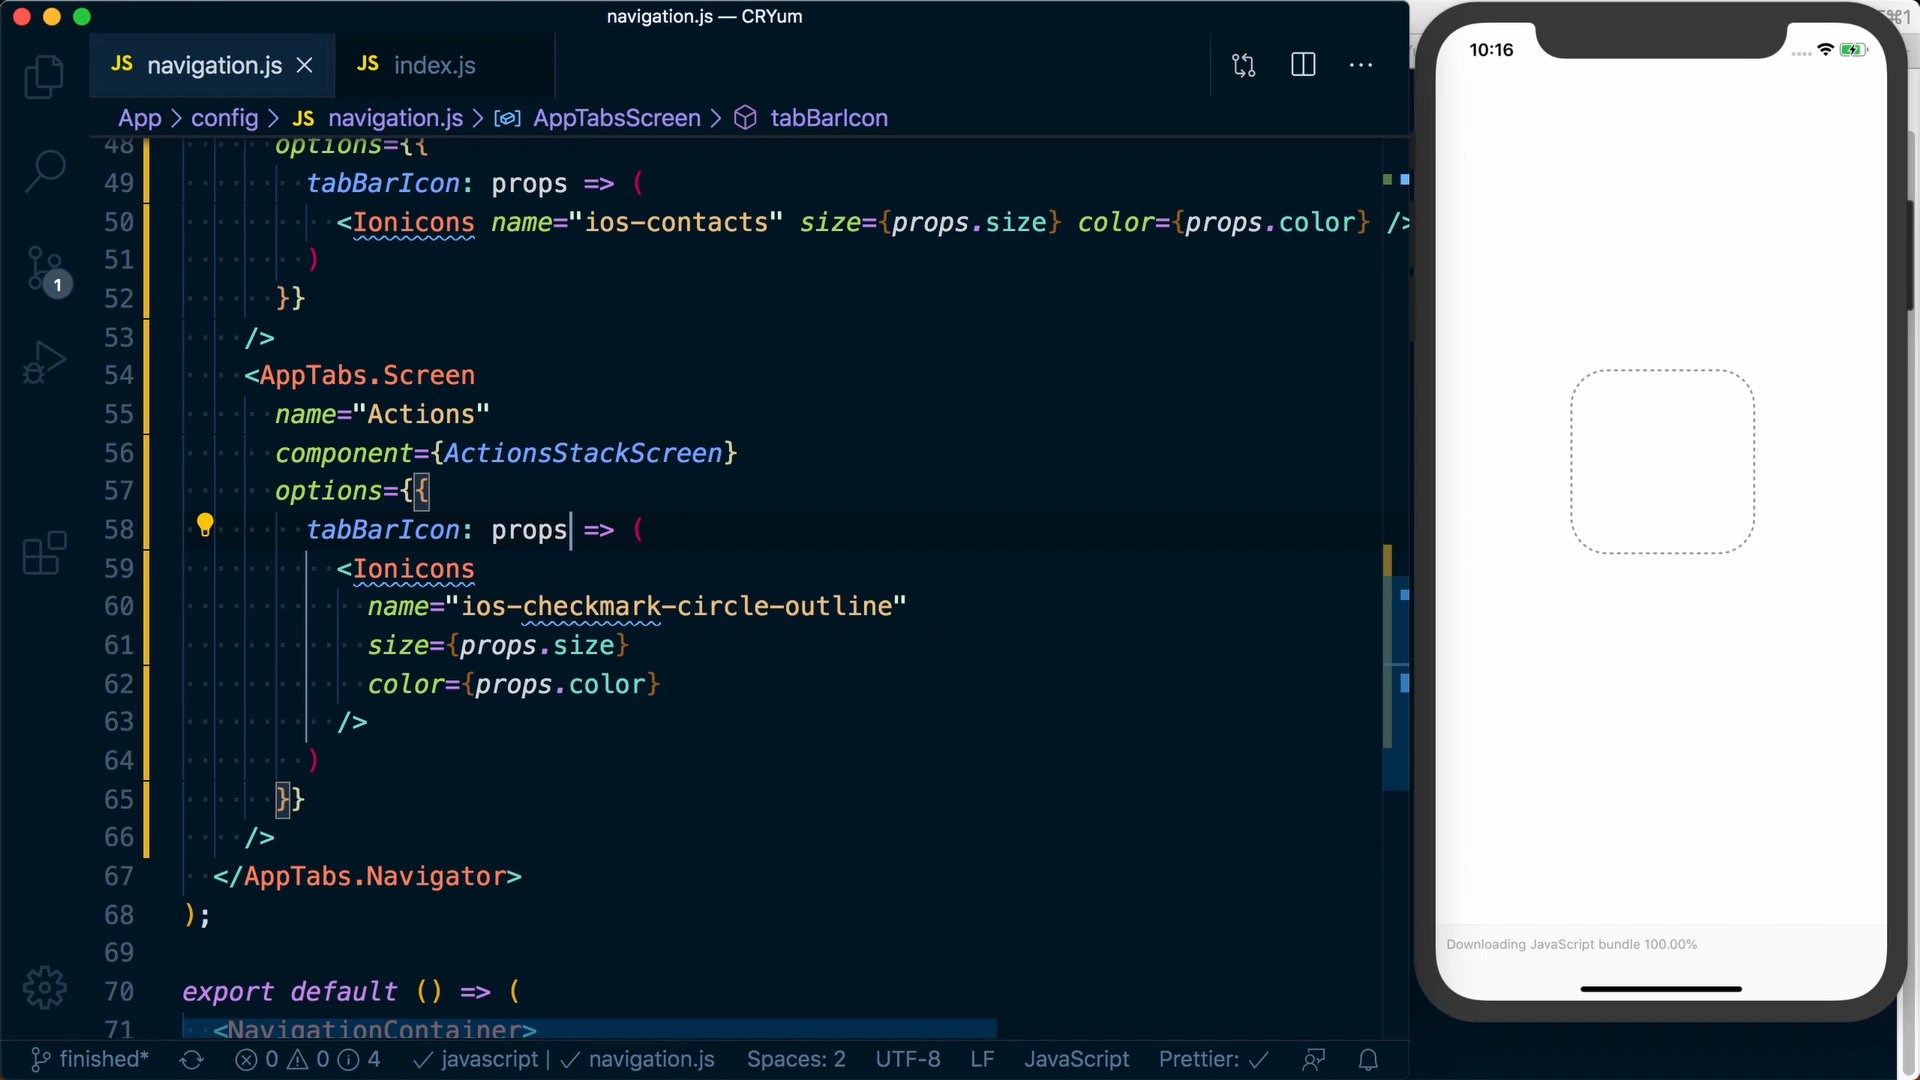 navigation.js — CRYum
⌘1
JS navigation.js
JS index.js
App > config > JS navigation.js > AppTabsScreen > tabBarIcon
48 options={{
49 tabBarIcon: props => (
50 <Ionicons name="ios-contacts" size={props.size} color={props.color} />
51 )
52 }}
53 />
54 <AppTabs.Screen
55 name="Actions"
56 component={ActionsStackScreen}
57 options={{
58 tabBarIcon: props => (
59 <Ionicons
60 name="ios-checkmark-circle-outline"
61 size={props.size}
62 color={props.color}
63 />
64 )
65 }}
66 />
67 </AppTabs.Navigator>
68 );
69
70 export default () => (
71 <NavigationContainer>
1
finished* 0 0 4 javascript | navigation.js Spaces: 2 UTF-8 LF JavaScript Prettier:
10:16
Downloading JavaScript bundle 100.00%